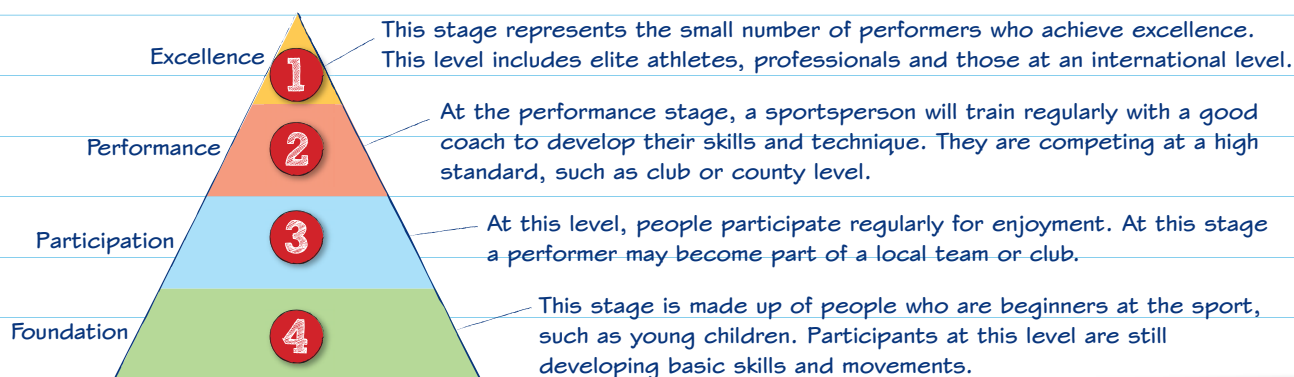 Excellence
1
This stage represents the small number of performers who achieve excellence.
This level includes elite athletes, professionals and those at an international level.
Performance
2
At the performance stage, a sportsperson will train regularly with a good
coach to develop their skills and technique. They are competing at a high
standard, such as club or county level.
Participation
3
At this level, people participate regularly for enjoyment. At this stage
a performer may become part of a local team or club.
Foundation
4
This stage is made up of people who are beginners at the sport,
such as young children. Participants at this level are still
developing basic skills and movements.